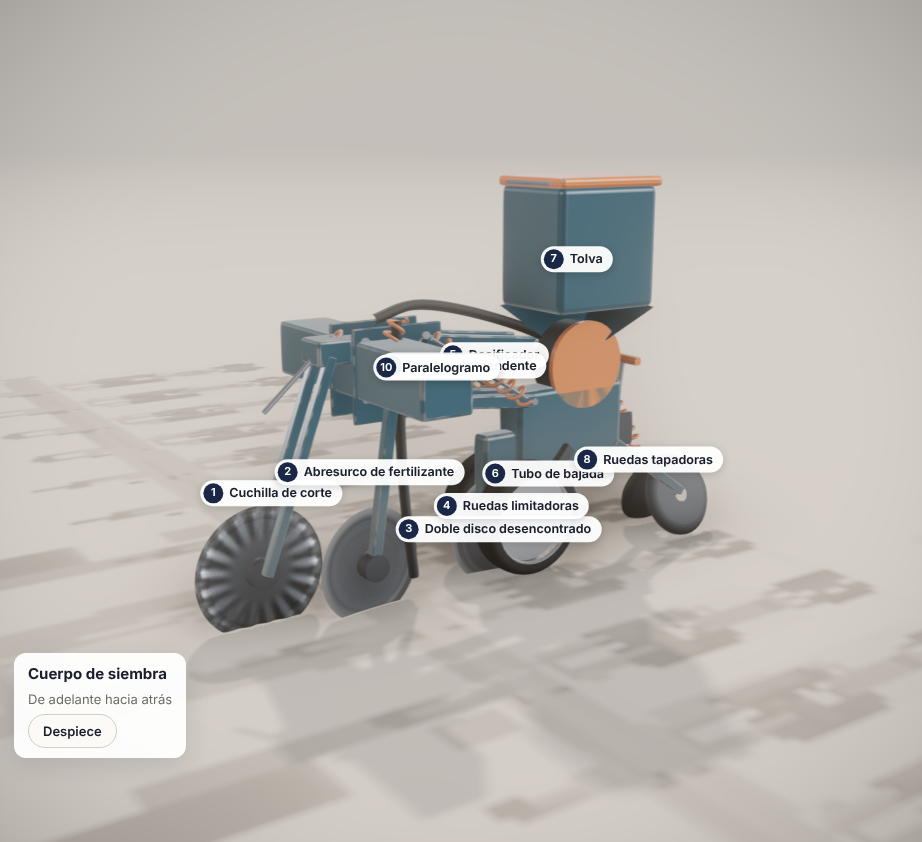 7 Tolva
10 Paralelogramo
2 Abresurco de fertilizante
8 Ruedas tapadoras
6 Tubo de bajada
1 Cuchilla de corte
4 Ruedas limitadoras
3 Doble disco desencontrado
Cuerpo de siembra
De adelante hacia atrás
Despiece